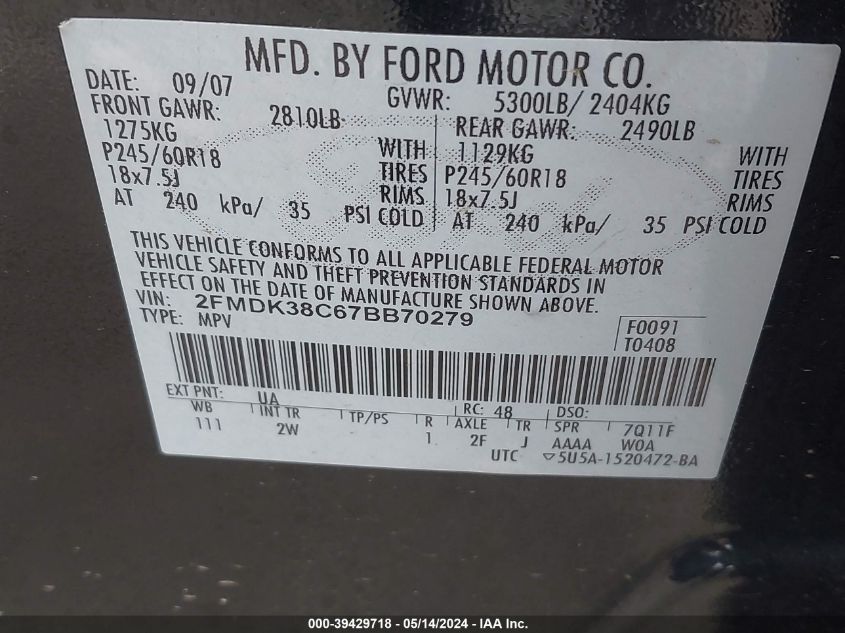 MFD. BY FORD MOTOR CO.
DATE: 09/07 GVWR: 5300LB/ 2404KG
FRONT GAWR: 2810LB REAR GAWR: 2490LB
1275KG WITH 1129KG WITH
P245/60R18 TIRES P245/60R18 TIRES
18x7.5J RIMS 18x7.5J RIMS
AT 240 kPa/ 35 PSI COLD AT 240 kPa/ 35 PSI COLD
THIS VEHICLE CONFORMS TO ALL APPLICABLE FEDERAL MOTOR
VEHICLE SAFETY AND THEFT PREVENTION STANDARDS IN
EFFECT ON THE DATE OF MANUFACTURE SHOWN ABOVE.
VIN: 2FMDK38C67BB70279
TYPE: MPV
F0091
T0408
EXT PNT: UA RC: 48 DSO:
WB INT TR TP/PS R AXLE TR SPR 7Q11F
111 2W 1 2F J AAAA W0A
UTC ▽5U5A-1520472-BA
000-39429718 - 05/14/2024 - IAA Inc.